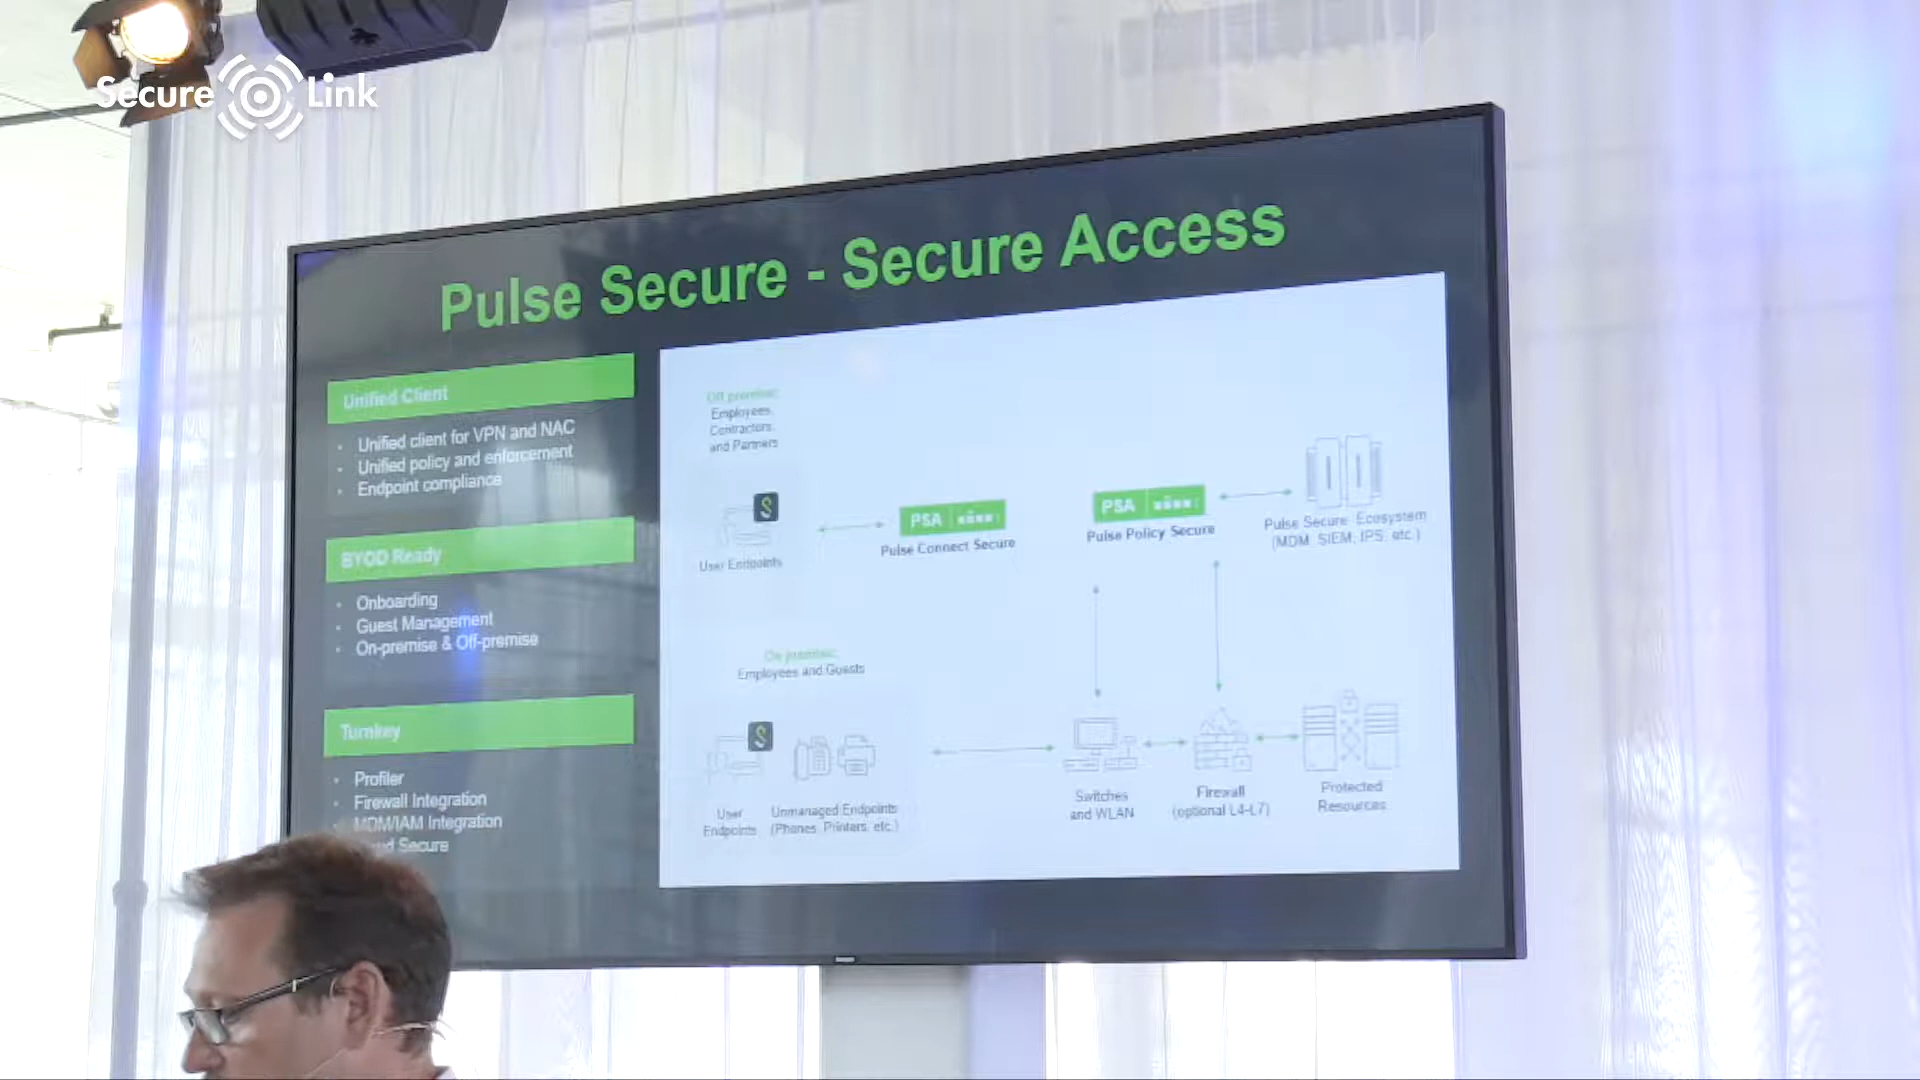 Secure Link
Pulse Secure - Secure Access
Unified Client
Unified client for VPN and NAC
Unified policy and enforcement
Endpoint compliance
BYOD Ready
Onboarding
Guest Management
On-premise & Off-premise
Turnkey
Profiler
Firewall Integration
MDM/IAM Integration
Secure
Off premise:
Employees,
Contractors,
and Partners
User Endpoints
PSA
Pulse Connect Secure
PSA
Pulse Policy Secure
Pulse Secure Ecosystem
(MDM, SIEM, IPS, etc.)
On premise:
Employees and Guests
User
Endpoints
Unmanaged Endpoints
(Phones, Printers, etc.)
Switches
and WLAN
Firewall
(optional L4-L7)
Protected
Resources